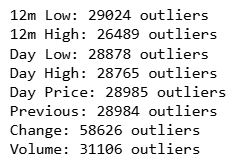 12m Low: 29024 outliers
12m High: 26489 outliers
Day Low: 28878 outliers
Day High: 28765 outliers
Day Price: 28985 outliers
Previous: 28984 outliers
Change: 58626 outliers
Volume: 31106 outliers